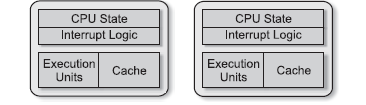 CPU State
Interrupt Logic
Execution
Units
Cache
CPU State
Interrupt Logic
Execution
Units
Cache